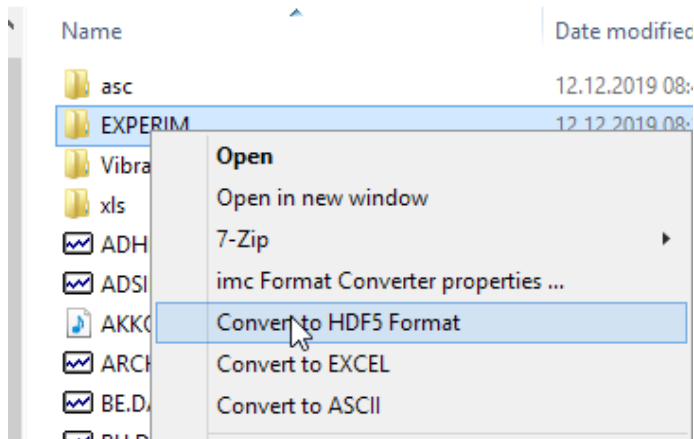 Name Date modified
asc 12.12.2019 08:
EXPERIM 12.12.2019 08:
Vibra
Open
Open in new window
xls
7-Zip
ADH
imc Format Converter properties ...
ADSI
Convert to HDF5 Format
AKKO
Convert to EXCEL
ARCH
Convert to ASCII
BE.D